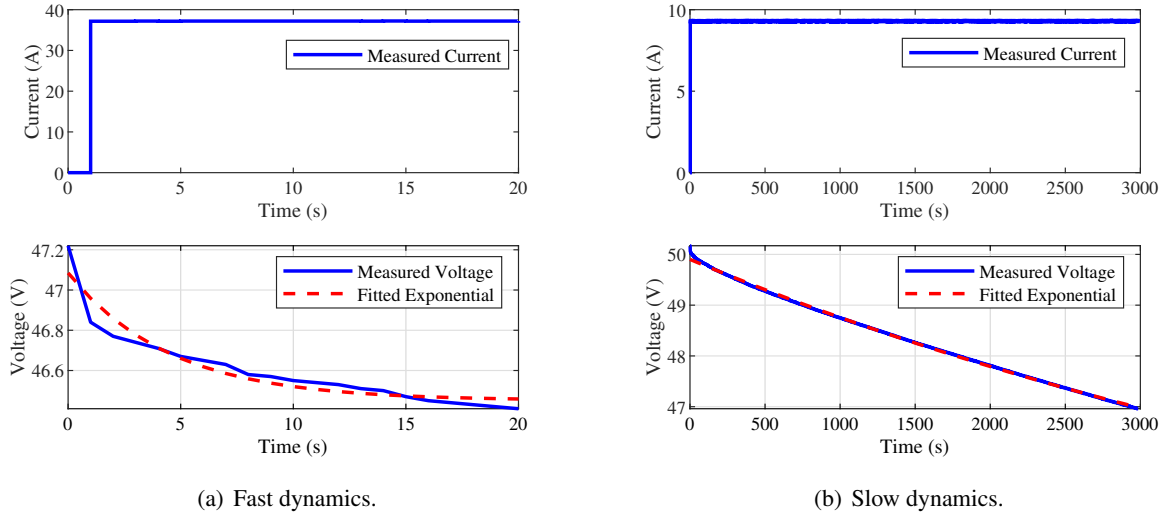 40
30
20
10
0
Current (A)
Measured Current
0 5 10 15 20
Time (s)
47.2
47
46.8
46.6
Voltage (V)
Measured Voltage
Fitted Exponential
0 5 10 15 20
Time (s)
(a) Fast dynamics.
10
5
0
Current (A)
Measured Current
0 500 1000 1500 2000 2500 3000
Time (s)
50
49
48
47
Voltage (V)
Measured Voltage
Fitted Exponential
0 500 1000 1500 2000 2500 3000
Time (s)
(b) Slow dynamics.